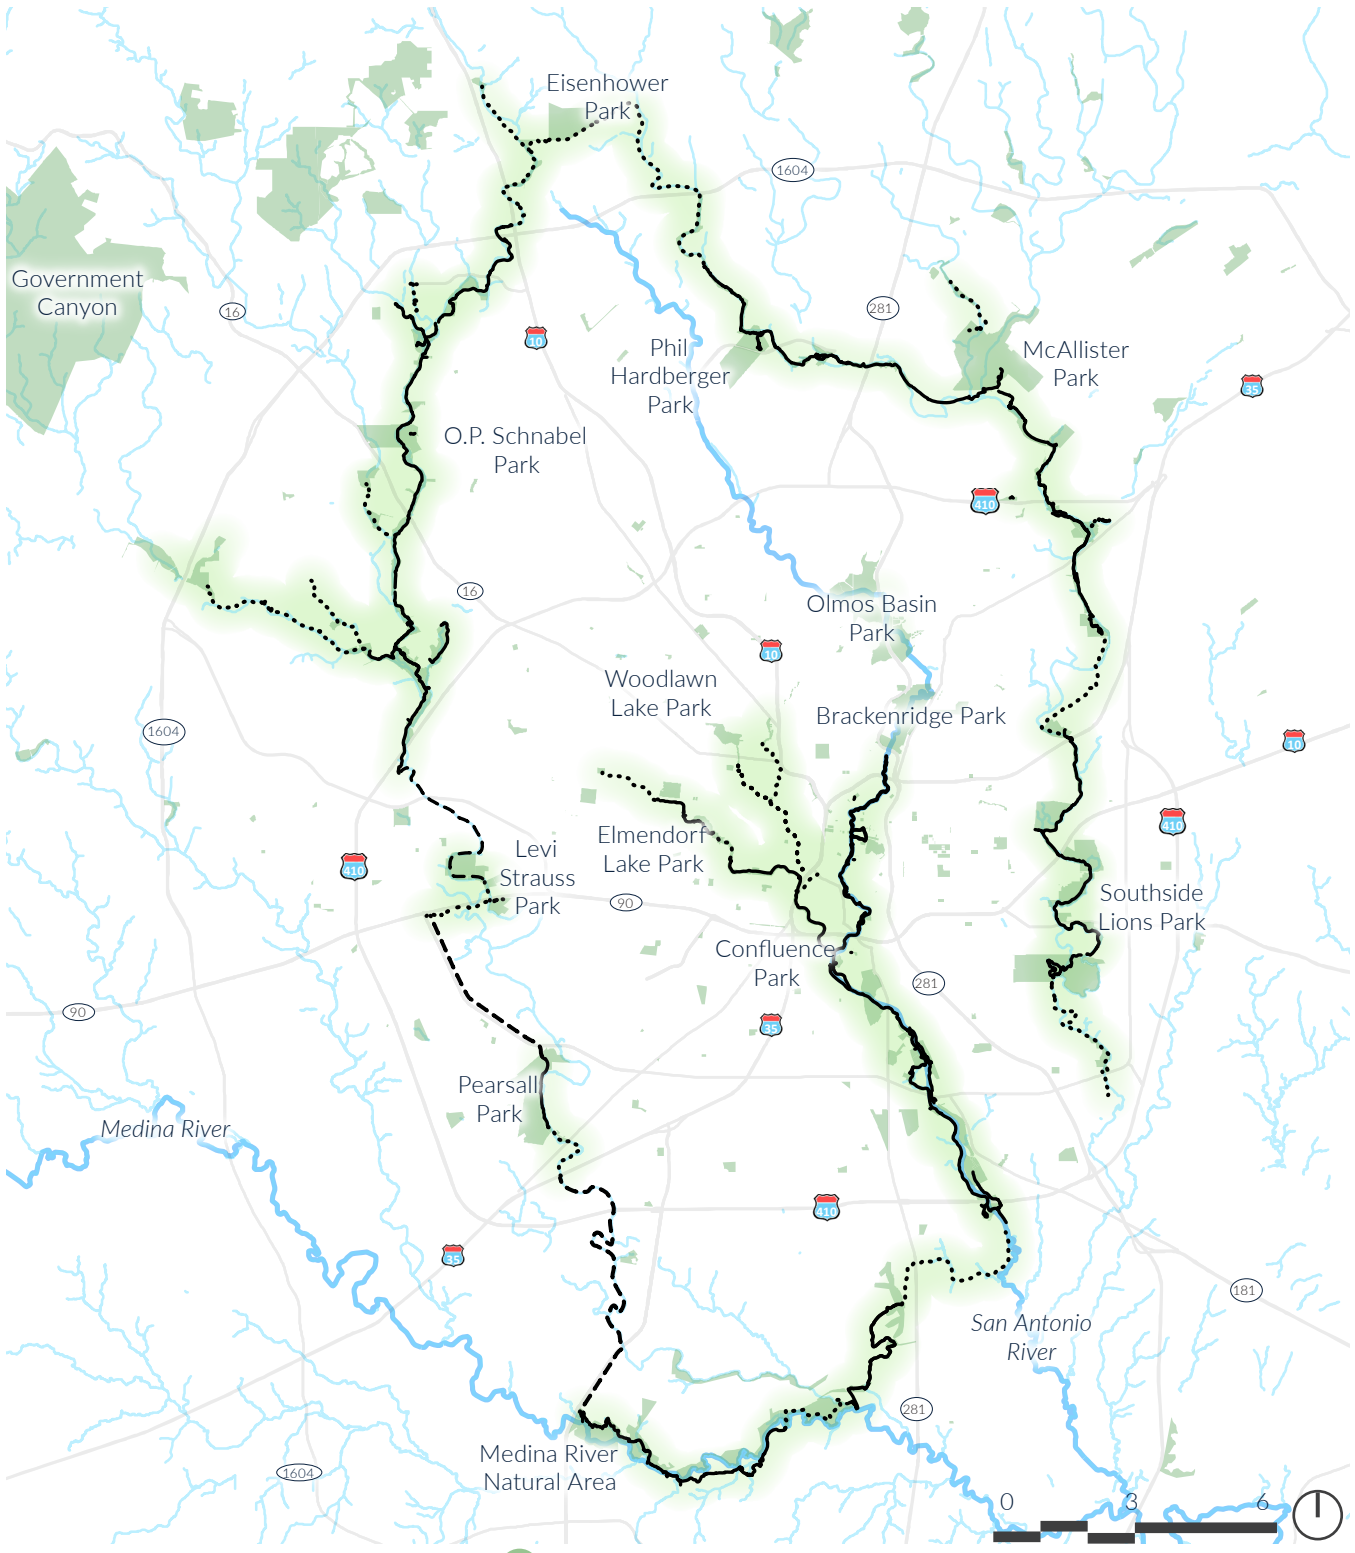 Eisenhower
Park
1604
Government
Canyon
16
281
10
Phil
Hardberger
Park
McAllister
Park
35
O.P. Schnabel
Park
410
16
Olmos Basin
Park
10
Woodlawn
Lake Park
Brackenridge Park
1604
10
410
Elmendorf
Lake Park
Levi
Strauss
Park
410
90
Southside
Lions Park
Confluence
Park
281
90
35
Pearsall
Park
Medina River
410
35
181
San Antonio
River
281
Medina River
Natural Area
1604
0 3 6